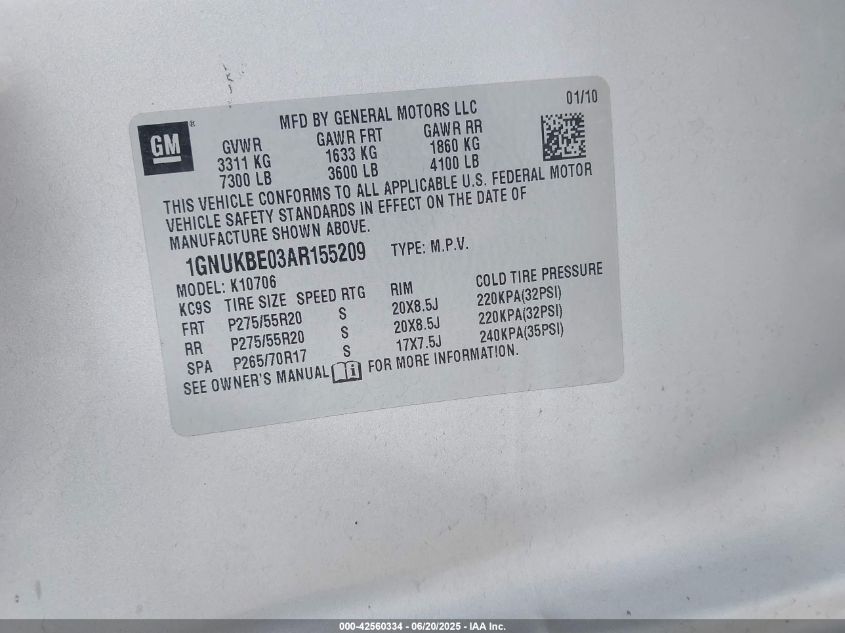 MFD BY GENERAL MOTORS LLC 01/10
GM ®
GVWR GAWR FRT GAWR RR
3311 KG 1633 KG 1860 KG
7300 LB 3600 LB 4100 LB
THIS VEHICLE CONFORMS TO ALL APPLICABLE U.S. FEDERAL MOTOR
VEHICLE SAFETY STANDARDS IN EFFECT ON THE DATE OF
MANUFACTURE SHOWN ABOVE.
1GNUKBE03AR155209 TYPE: M.P.V.
MODEL: K10706
KC9S TIRE SIZE SPEED RTG RIM COLD TIRE PRESSURE
FRT P275/55R20 S 20X8.5J 220KPA(32PSI)
RR P275/55R20 S 20X8.5J 220KPA(32PSI)
SPA P265/70R17 S 17X7.5J 240KPA(35PSI)
SEE OWNER'S MANUAL i FOR MORE INFORMATION.
000-42560334 - 06/20/2025 - IAA Inc.